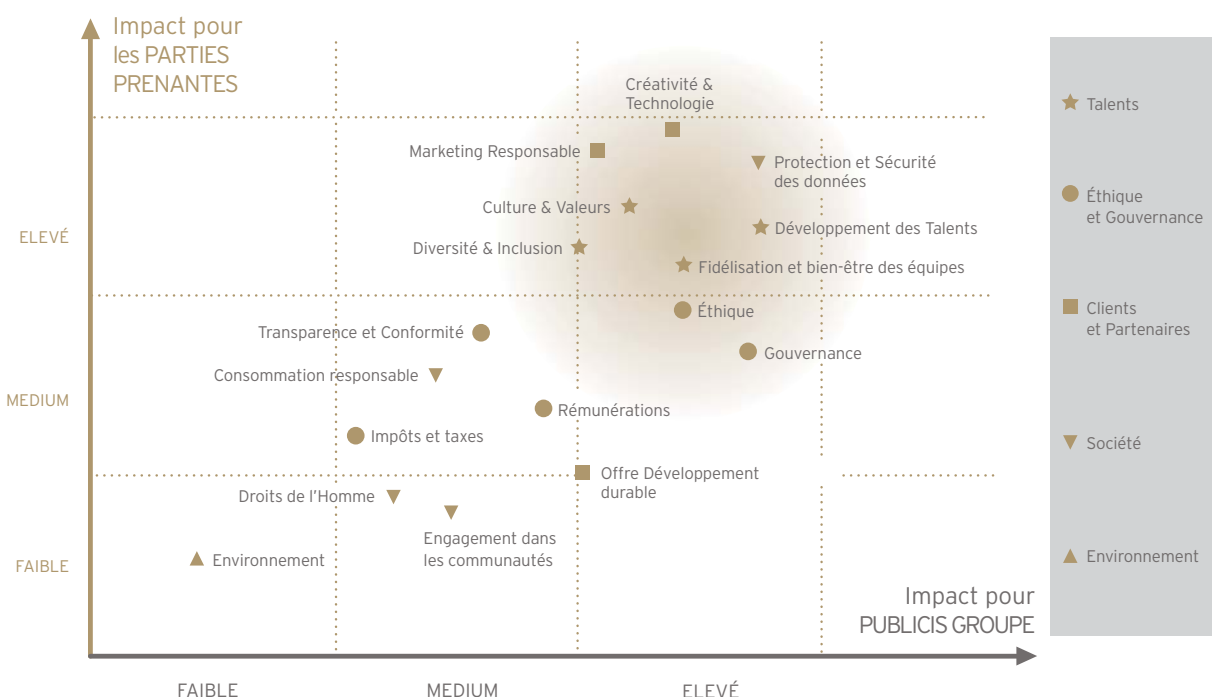 Impact pour
les PARTIES
PRENANTES
Créativité &
Technologie
Marketing Responsable
Protection et Sécurité
des données
Culture & Valeurs
Développement des Talents
ELEVÉ
Diversité & Inclusion
Fidélisation et bien-être des équipes
Éthique
Transparence et Conformité
Gouvernance
Consommation responsable
MEDIUM
Rémunérations
Impôts et taxes
Offre Développement
durable
Droits de l'Homme
Engagement dans
les communautés
Environnement
FAIBLE
Impact pour
PUBLICIS GROUPE
FAIBLE
MEDIUM
ELEVÉ
Talents
Éthique
et Gouvernance
Clients
et Partenaires
Société
Environnement